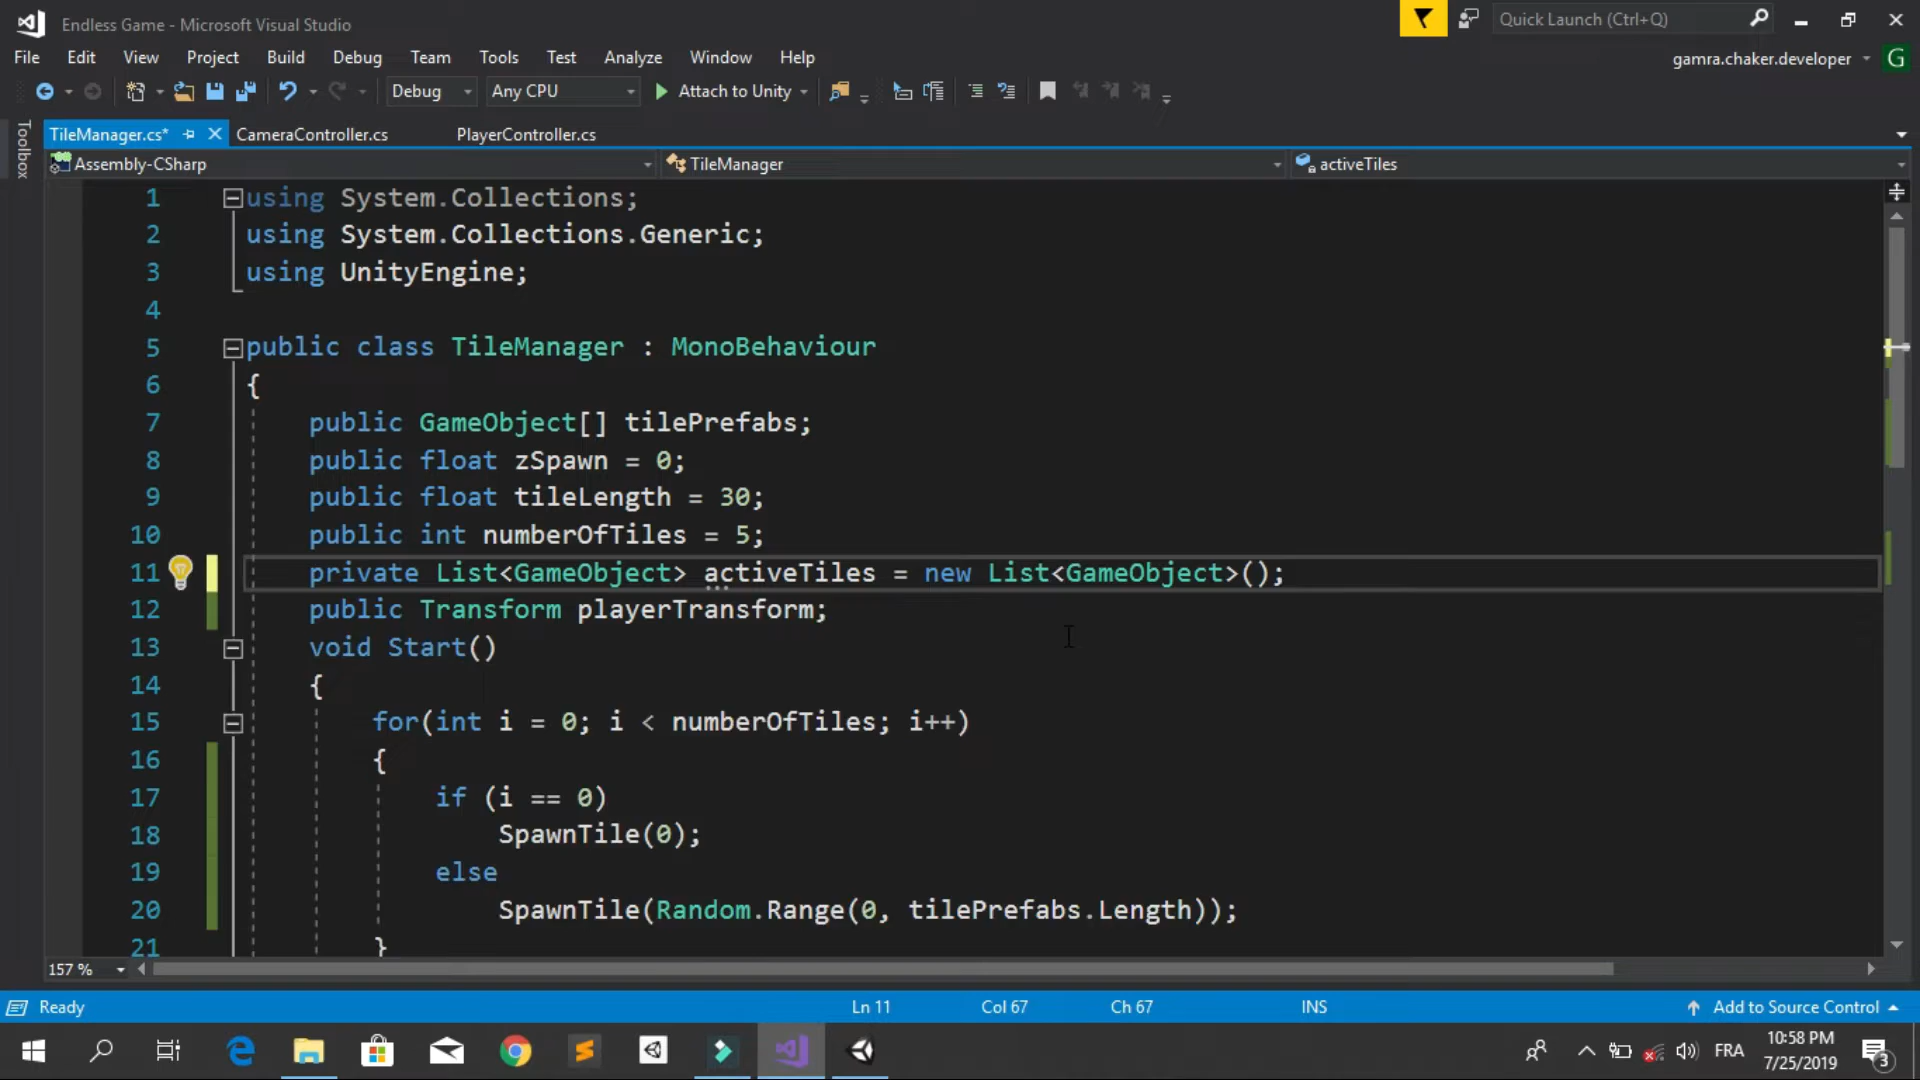 Endless Game - Microsoft Visual Studio
Quick Launch (Ctrl+Q)
File Edit View Project Build Debug Team Tools Test Analyze Window Help
gamra.chaker.developer G
Debug Any CPU Attach to Unity
TileManager.cs* CameraController.cs PlayerController.cs
Toolbox
Assembly-CSharp TileManager activeTiles
1 using System.Collections;
2 using System.Collections.Generic;
3 using UnityEngine;
4
5 public class TileManager : MonoBehaviour
6 {
7 public GameObject[] tilePrefabs;
8 public float zSpawn = 0;
9 public float tileLength = 30;
10 public int numberOfTiles = 5;
11 private List<GameObject> activeTiles = new List<GameObject>();
12 public Transform playerTransform;
13 void Start()
14 {
15 for(int i = 0; i < numberOfTiles; i++)
16 {
17 if (i == 0)
18 SpawnTile(0);
19 else
20 SpawnTile(Random.Range(0, tilePrefabs.Length));
21 }
157 %
Ready Ln 11 Col 67 Ch 67 INS Add to Source Control
FRA
10:58 PM
7/25/2019
3